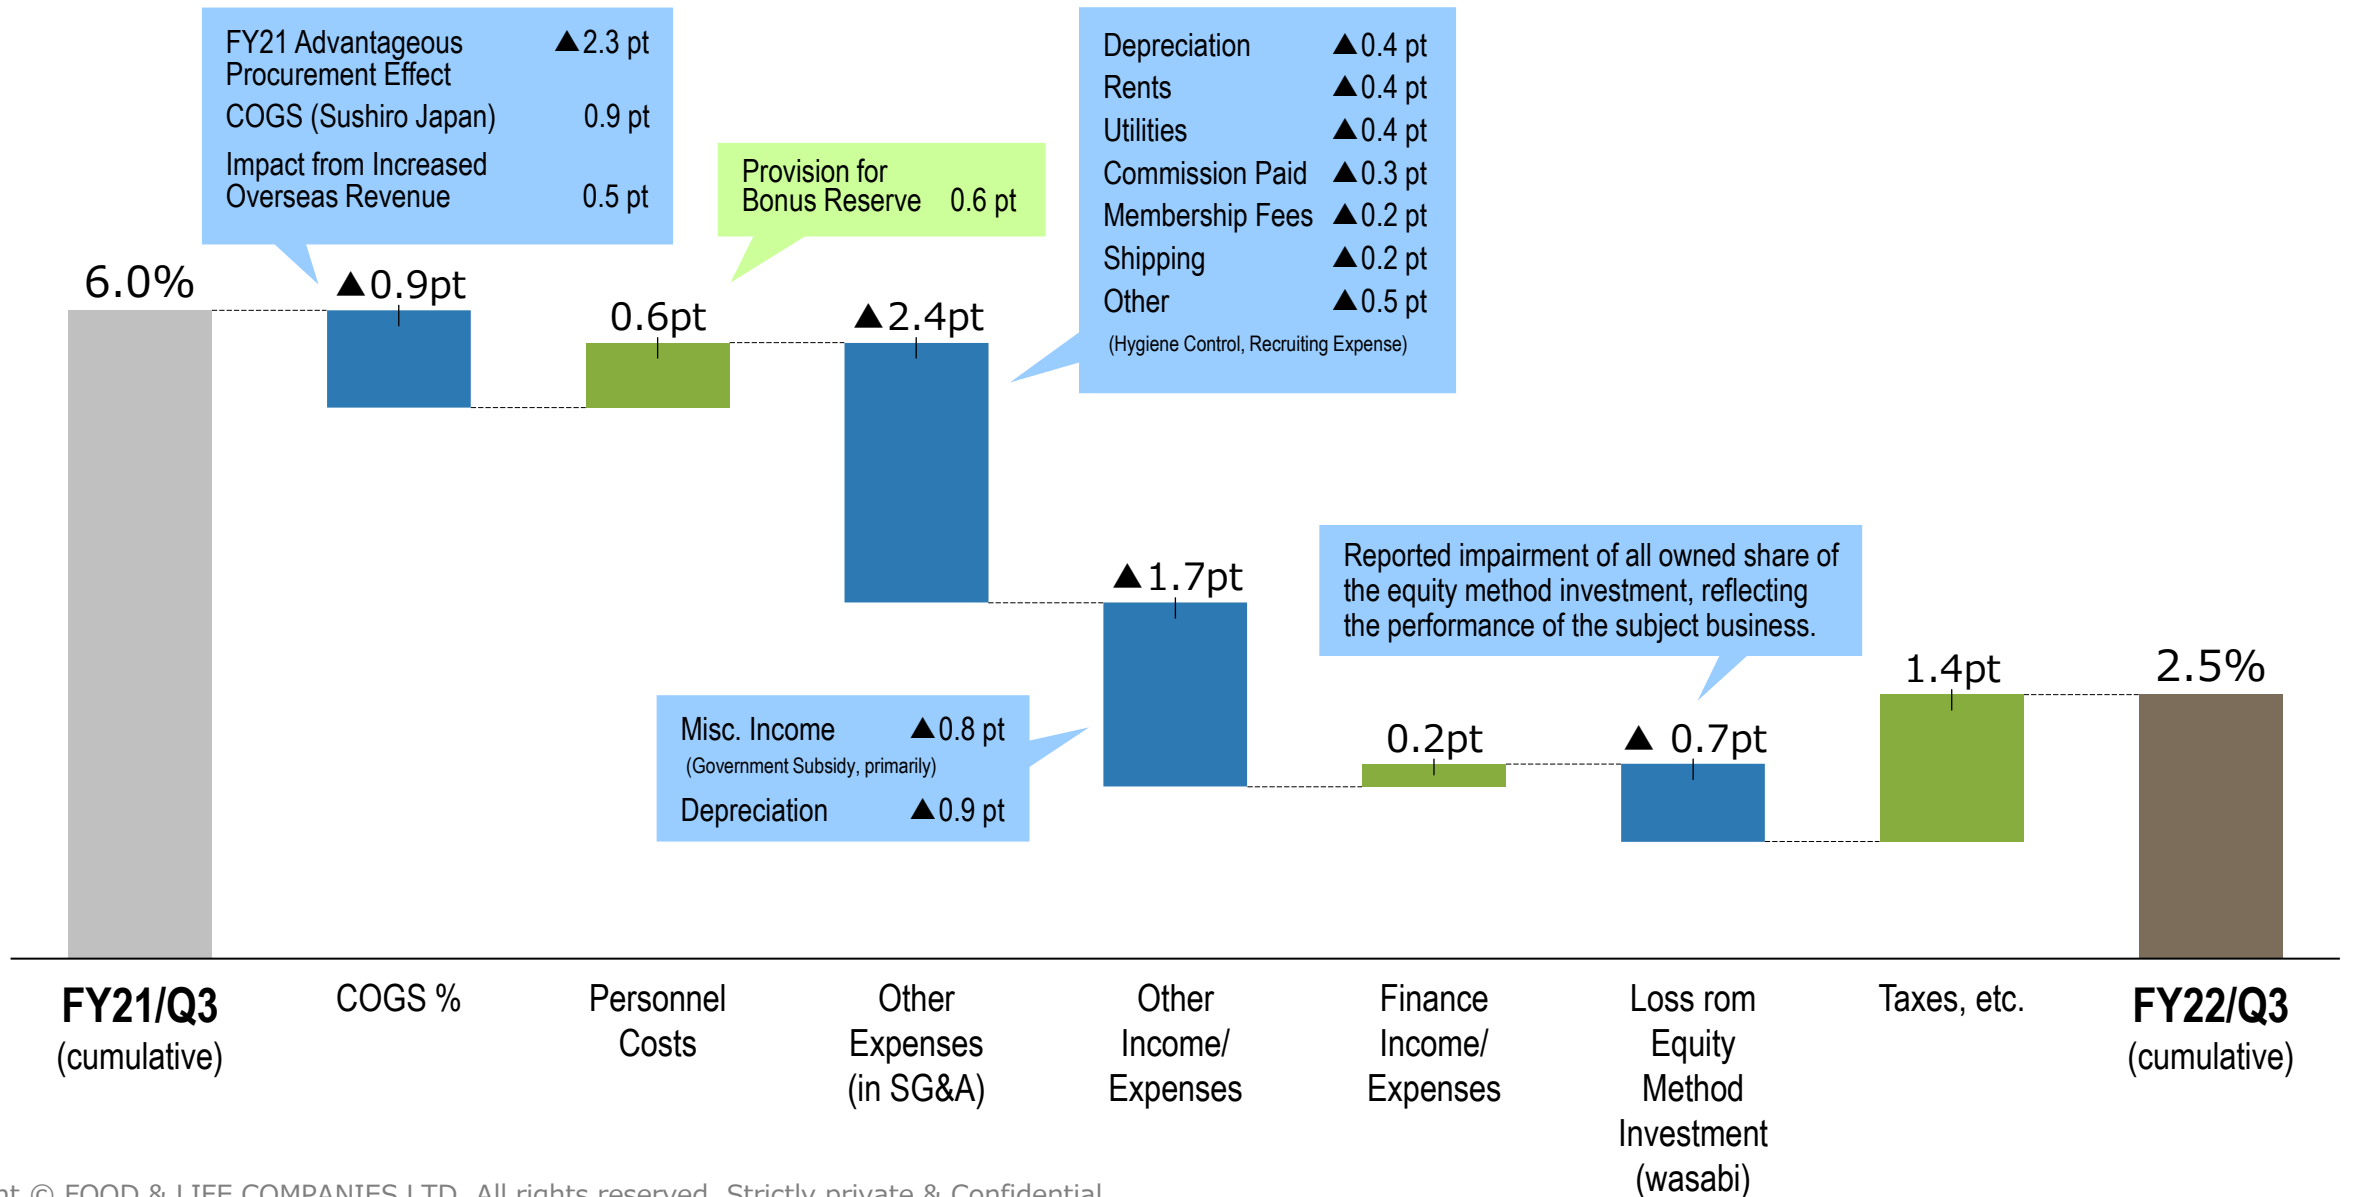 FY21 Advantageous ▲2.3 pt
Procurement Effect
COGS (Sushiro Japan) 0.9 pt
Impact from Increased
Overseas Revenue 0.5 pt
Provision for
Bonus Reserve 0.6 pt
Depreciation ▲0.4 pt
Rents ▲0.4 pt
Utilities ▲0.4 pt
Commission Paid ▲0.3 pt
Membership Fees ▲0.2 pt
Shipping ▲0.2 pt
Other ▲0.5 pt
(Hygiene Control, Recruiting Expense)
6.0%
▲0.9pt
0.6pt
▲2.4pt
▲1.7pt
Reported impairment of all owned share of
the equity method investment, reflecting
the performance of the subject business.
Misc. Income ▲0.8 pt
(Government Subsidy, primarily)
Depreciation ▲0.9 pt
0.2pt
▲ 0.7pt
1.4pt
2.5%
FY21/Q3
(cumulative)
COGS %
Personnel
Costs
Other
Expenses
(in SG&A)
Other
Income/
Expenses
Finance
Income/
Expenses
Loss rom
Equity
Method
Investment
(wasabi)
Taxes, etc.
FY22/Q3
(cumulative)
© FOOD & LIFE COMPANIES LTD. All rights reserved. Strictly private & Confidential